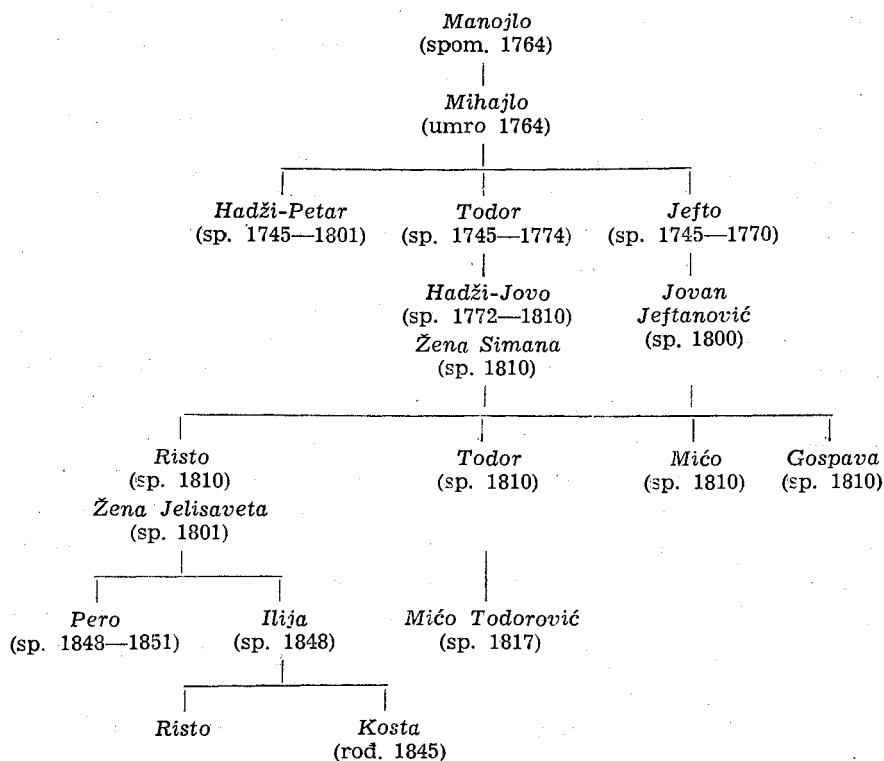 Manojlo
(spom. 1764)
Mihajlo
(umro 1764)
Hadži-Petar Todor Jefto
(sp. 1745—1801) (sp. 1745—1774) (sp. 1745—1770)
Hadži-Jovo Jovan
(sp. 1772—1810) Jeftanović
Žena Simana (sp. 1800)
(sp. 1810)
Risto Todor Mićo Gospava
(sp. 1810) (sp. 1810) (sp. 1810) (sp. 1810)
Žena Jelisaveta
(sp. 1801)
Pero Ilija Mićo Todorović
(sp. 1848—1851) (sp. 1848) (sp. 1817)
Risto Kosta
(rođ. 1845)